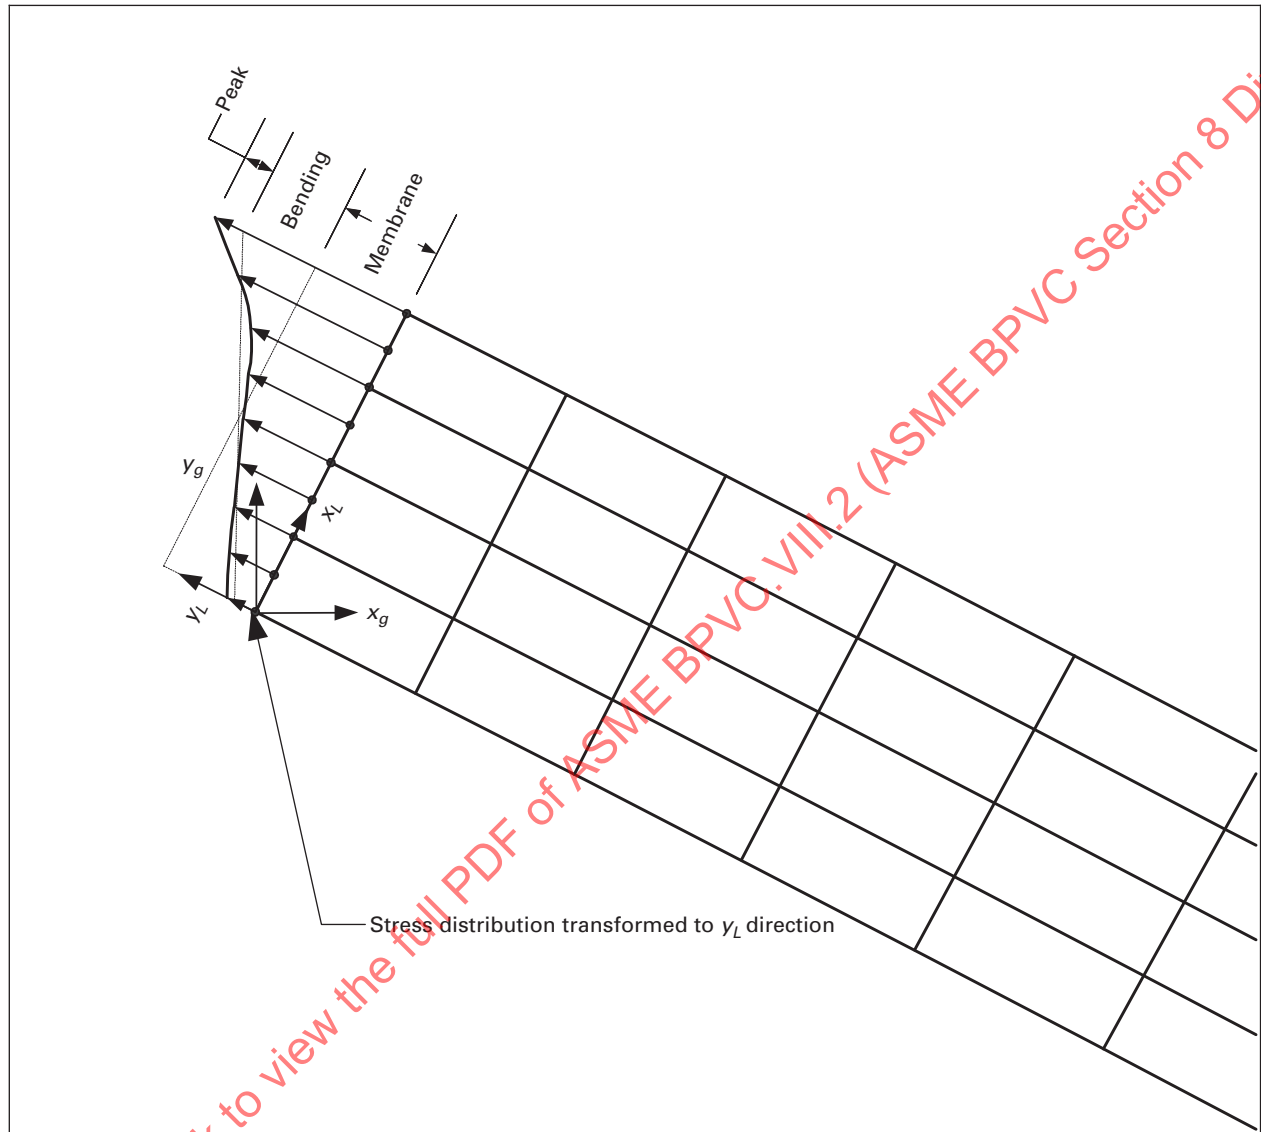 Peak
Bending
Membrane
y_g
x_L
y_L
x_g
Stress distribution transformed to y_L direction
k to view the full PDF of ASME BPVC.VIII.2 (ASME BPVC Section 8 Di